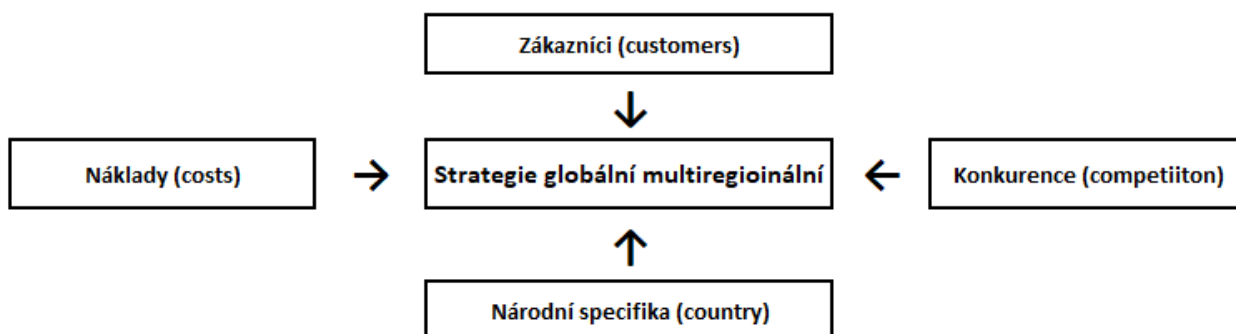 Zákazníci (customers)
Náklady (costs)
Strategie globální multiregioinální
Konkurence (competiiton)
Národní specifika (country)